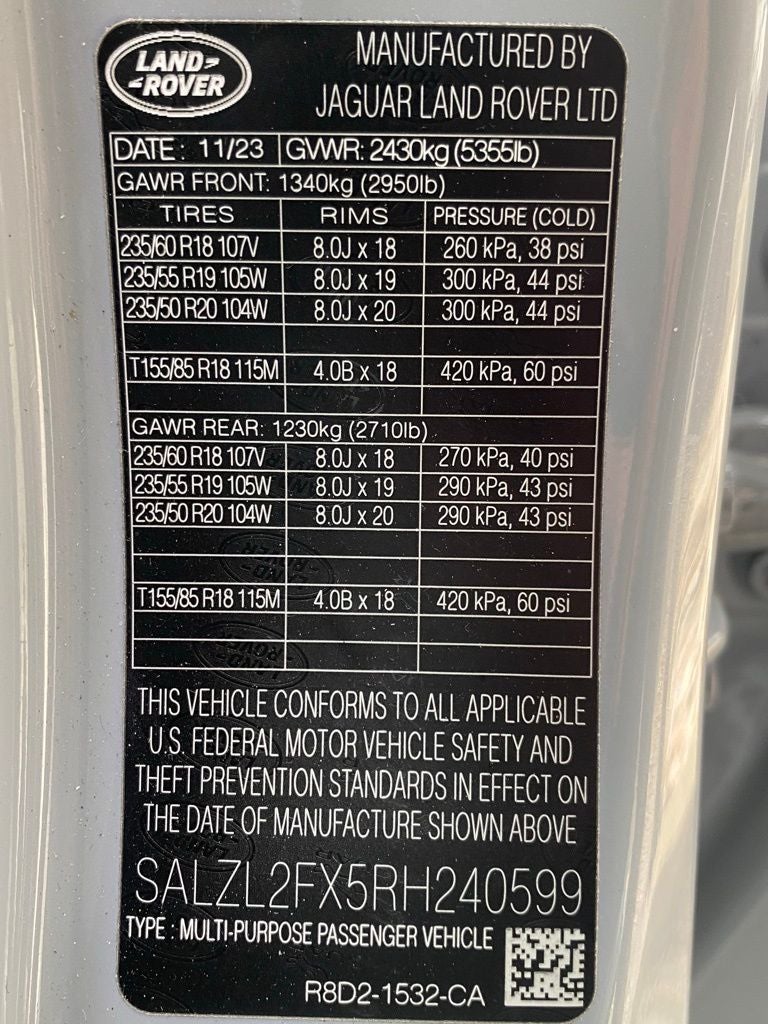 LAND ROVER
MANUFACTURED BY
JAGUAR LAND ROVER LTD
DATE: 11/23 GVWR: 2430kg (5355lb)
GAWR FRONT: 1340kg (2950lb)
TIRES RIMS PRESSURE (COLD)
235/60 R18 107V 8.0J x 18 260 kPa, 38 psi
235/55 R19 105W 8.0J x 19 300 kPa, 44 psi
235/50 R20 104W 8.0J x 20 300 kPa, 44 psi
T155/85 R18 115M 4.0B x 18 420 kPa, 60 psi
GAWR REAR: 1230kg (2710lb)
235/60 R18 107V 8.0J x 18 270 kPa, 40 psi
235/55 R19 105W 8.0J x 19 290 kPa, 43 psi
235/50 R20 104W 8.0J x 20 290 kPa, 43 psi
T155/85 R18 115M 4.0B x 18 420 kPa, 60 psi
THIS VEHICLE CONFORMS TO ALL APPLICABLE
U.S. FEDERAL MOTOR VEHICLE SAFETY AND
THEFT PREVENTION STANDARDS IN EFFECT ON
THE DATE OF MANUFACTURE SHOWN ABOVE
SALZL2FX5RH240599
TYPE : MULTI-PURPOSE PASSENGER VEHICLE
R8D2-1532-CA